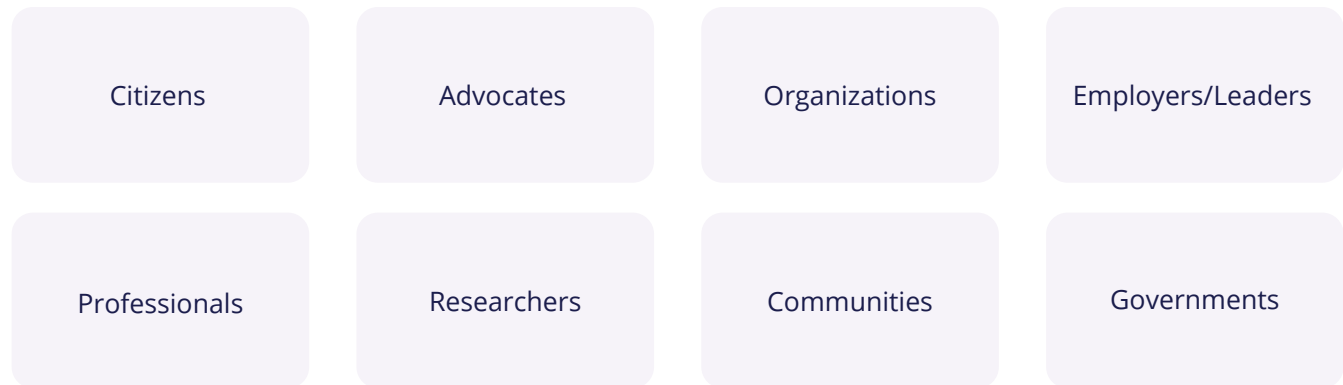 Citizens
Advocates
Organizations
Employers/Leaders
Professionals
Researchers
Communities
Governments